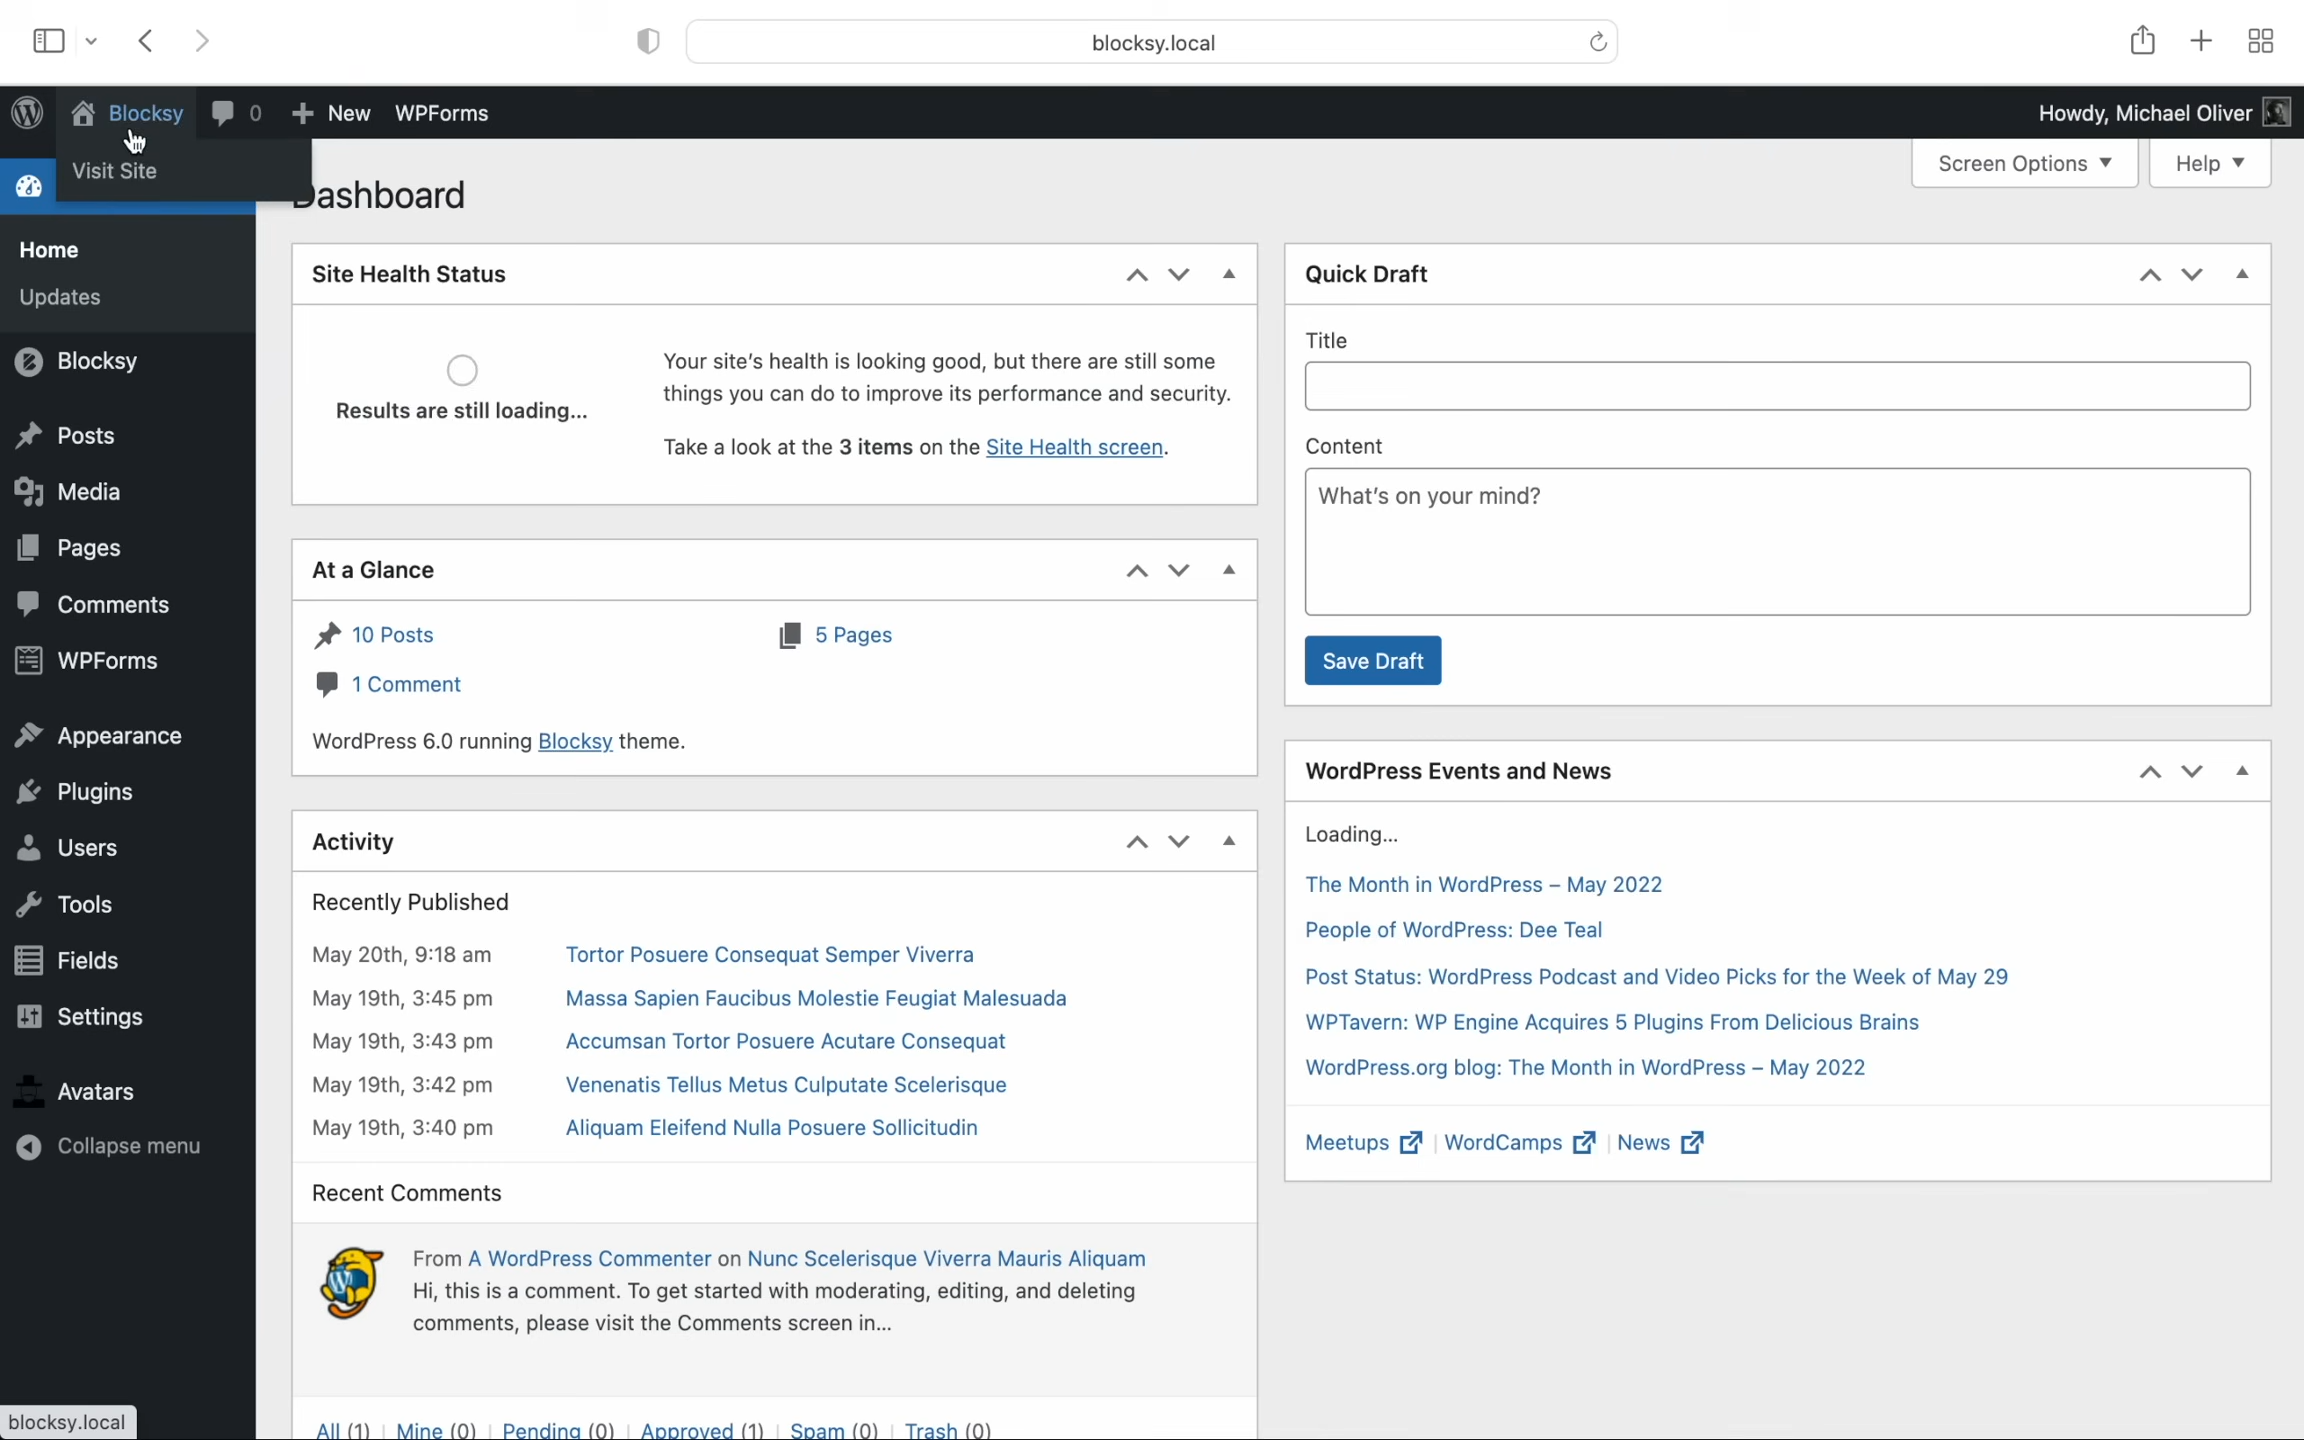 blocksy.local
Blocksy 0 New WPForms
Howdy, Michael Oliver
Visit Site
Screen Options
Help
Dashboard
Home
Updates
Blocksy
Posts
Media
Pages
Comments
WPForms
Appearance
Plugins
Users
Tools
Fields
Settings
Avatars
Collapse menu
Site Health Status
Results are still loading...
Your site's health is looking good, but there are still some
things you can do to improve its performance and security.
Take a look at the 3 items on the Site Health screen.
At a Glance
10 Posts
5 Pages
1 Comment
WordPress 6.0 running Blocksy theme.
Activity
Recently Published
May 20th, 9:18 am Tortor Posuere Consequat Semper Viverra
May 19th, 3:45 pm Massa Sapien Faucibus Molestie Feugiat Malesuada
May 19th, 3:43 pm Accumsan Tortor Posuere Acutare Consequat
May 19th, 3:42 pm Venenatis Tellus Metus Culputate Scelerisque
May 19th, 3:40 pm Aliquam Eleifend Nulla Posuere Sollicitudin
Recent Comments
From A WordPress Commenter on Nunc Scelerisque Viverra Mauris Aliquam
Hi, this is a comment. To get started with moderating, editing, and deleting
comments, please visit the Comments screen in...
All (1) | Mine (0) | Pending (0) | Approved (1) | Spam (0) | Trash (0)
Quick Draft
Title
Content
What's on your mind?
Save Draft
WordPress Events and News
Loading...
The Month in WordPress – May 2022
People of WordPress: Dee Teal
Post Status: WordPress Podcast and Video Picks for the Week of May 29
WPTavern: WP Engine Acquires 5 Plugins From Delicious Brains
WordPress.org blog: The Month in WordPress – May 2022
Meetups | WordCamps | News
blocksy.local